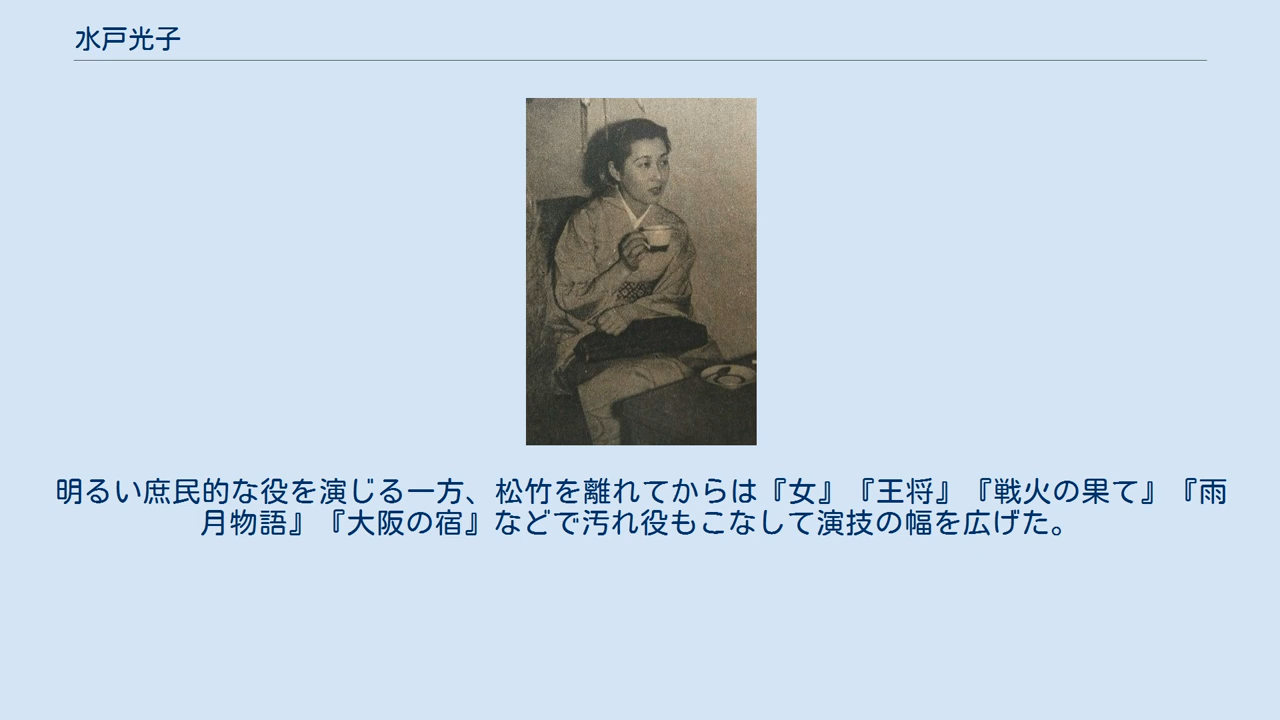 水戸光子
明るい庶民的な役を演じる一方、松竹を離れてからは『女』『王将』『戦火の果て』『雨
月物語』『大阪の宿』などで汚れ役もこなして演技の幅を広げた。